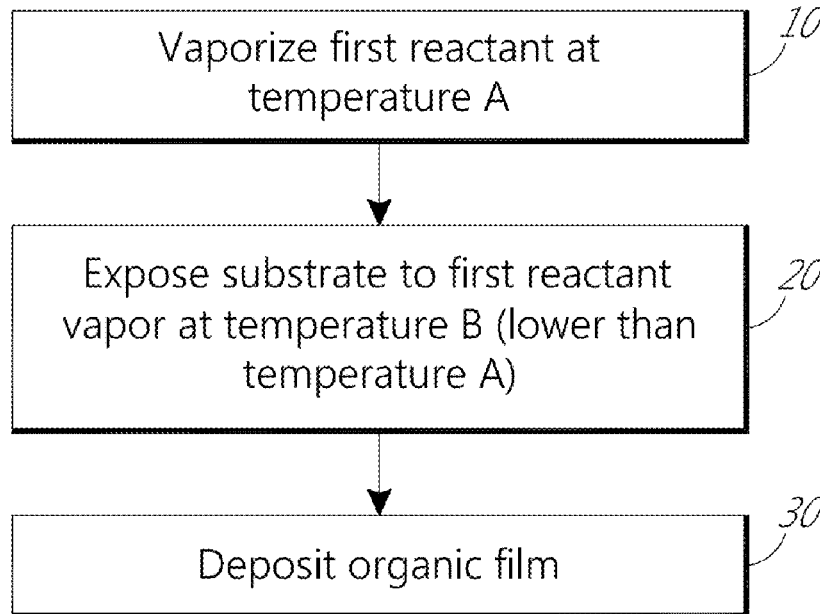 10
Vaporize first reactant at
temperature A
20
Expose substrate to first reactant
vapor at temperature B (lower than
temperature A)
30
Deposit organic film